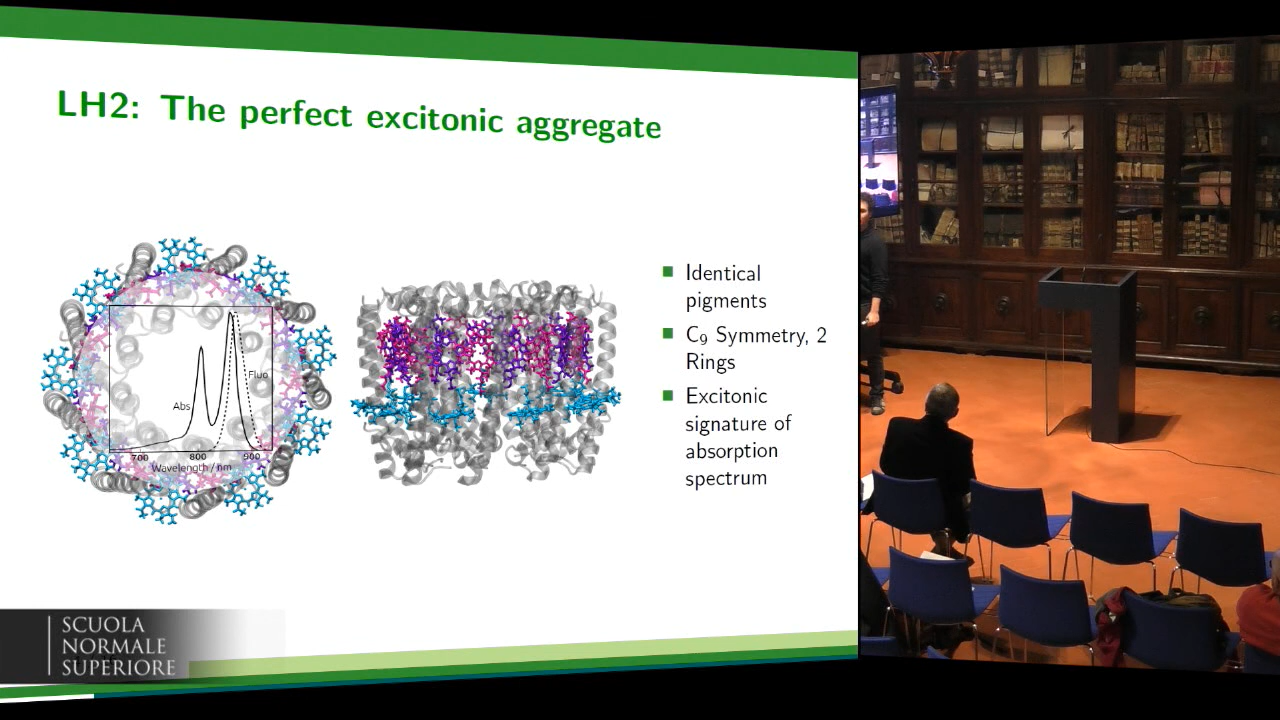 LH2: The perfect excitonic aggregate
Abs
Fluo
700 800 900
Wavelength / nm
Identical
pigments
C₉ Symmetry, 2
Rings
Excitonic
signature of
absorption
spectrum
SCUOLA
NORMALE
SUPERIORE